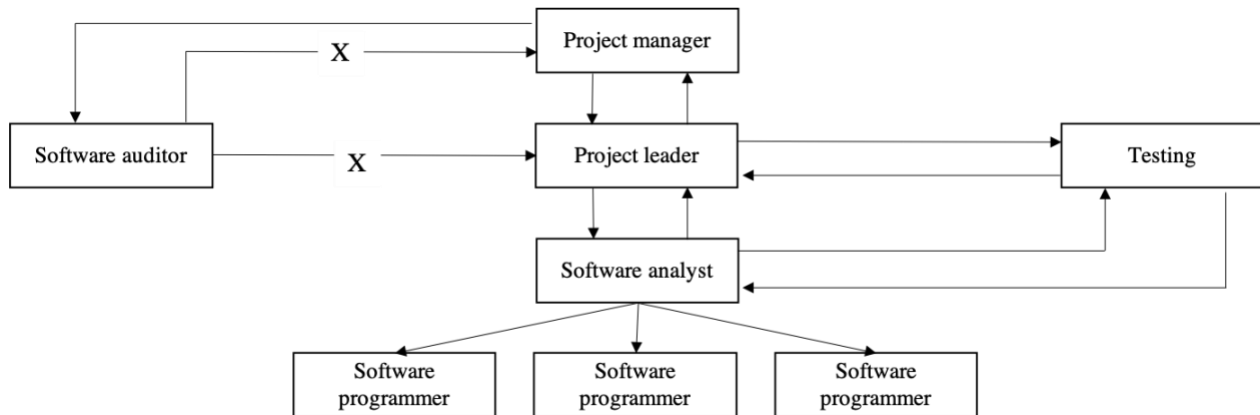 Project manager
X
Software auditor
X
Project leader
Testing
Software analyst
Software
programmer
Software
programmer
Software
programmer